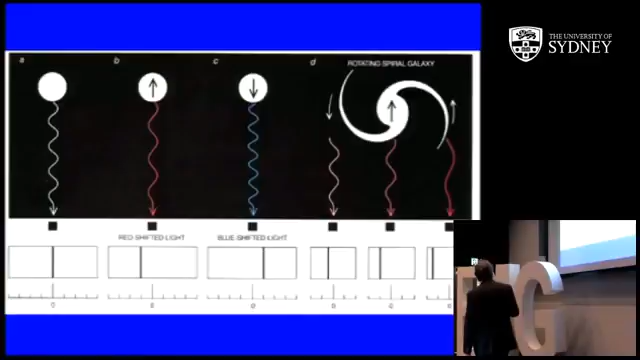 THE UNIVERSITY OF
SYDNEY
a
b
c
d
ROTATING SPIRAL GALAXY
RED-SHIFTED LIGHT
BLUE-SHIFTED LIGHT
0
0
0
0
0
G